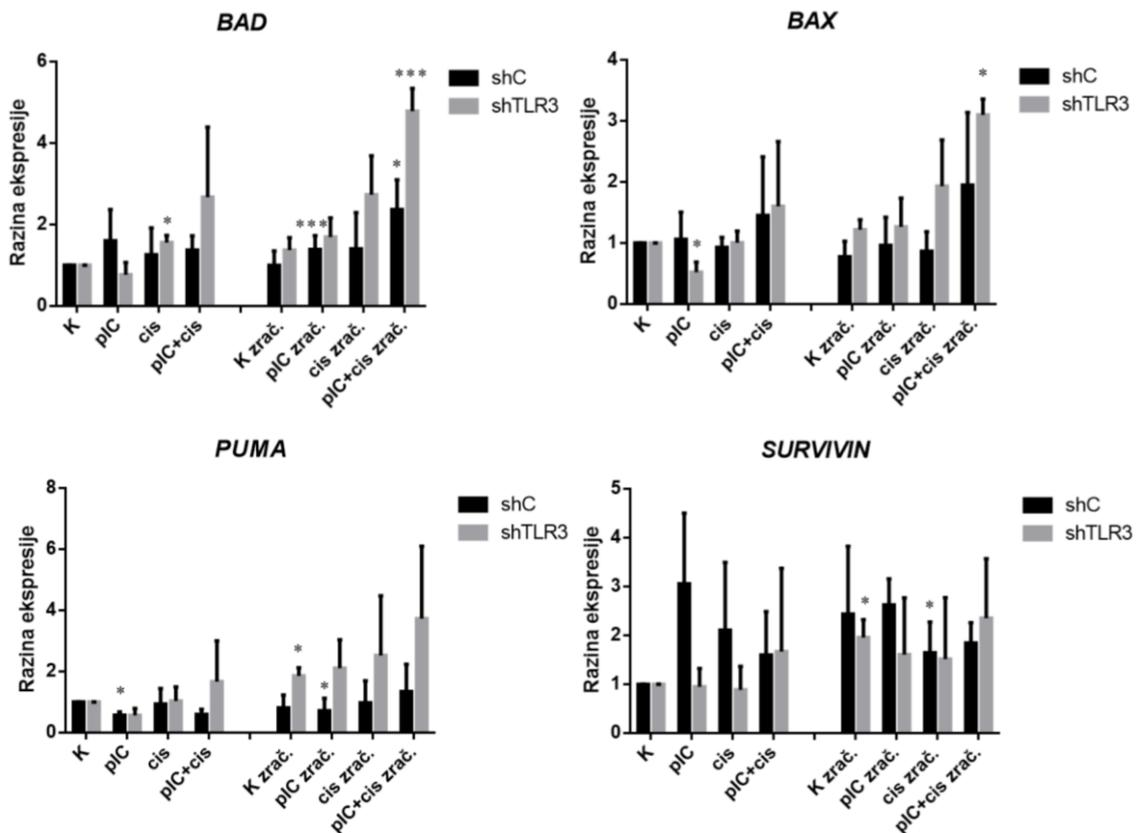 BAD
Razina ekspresije
6
4
2
0
***
*
*
***
shC
shTLR3
K
pIC
cis
pIC+cis
K zrač.
pIC zrač.
cis zrač.
pIC+cis zrač.
BAX
Razina ekspresije
4
3
2
1
0
*
*
shC
shTLR3
K
pIC
cis
pIC+cis
K zrač.
pIC zrač.
cis zrač.
pIC+cis zrač.
PUMA
Razina ekspresije
8
6
4
2
0
*
*
*
shC
shTLR3
K
pIC
cis
pIC+cis
K zrač.
pIC zrač.
cis zrač.
pIC+cis zrač.
SURVIVIN
Razina ekspresije
5
4
3
2
1
0
*
*
shC
shTLR3
K
pIC
cis
pIC+cis
K zrač.
pIC zrač.
cis zrač.
pIC+cis zrač.